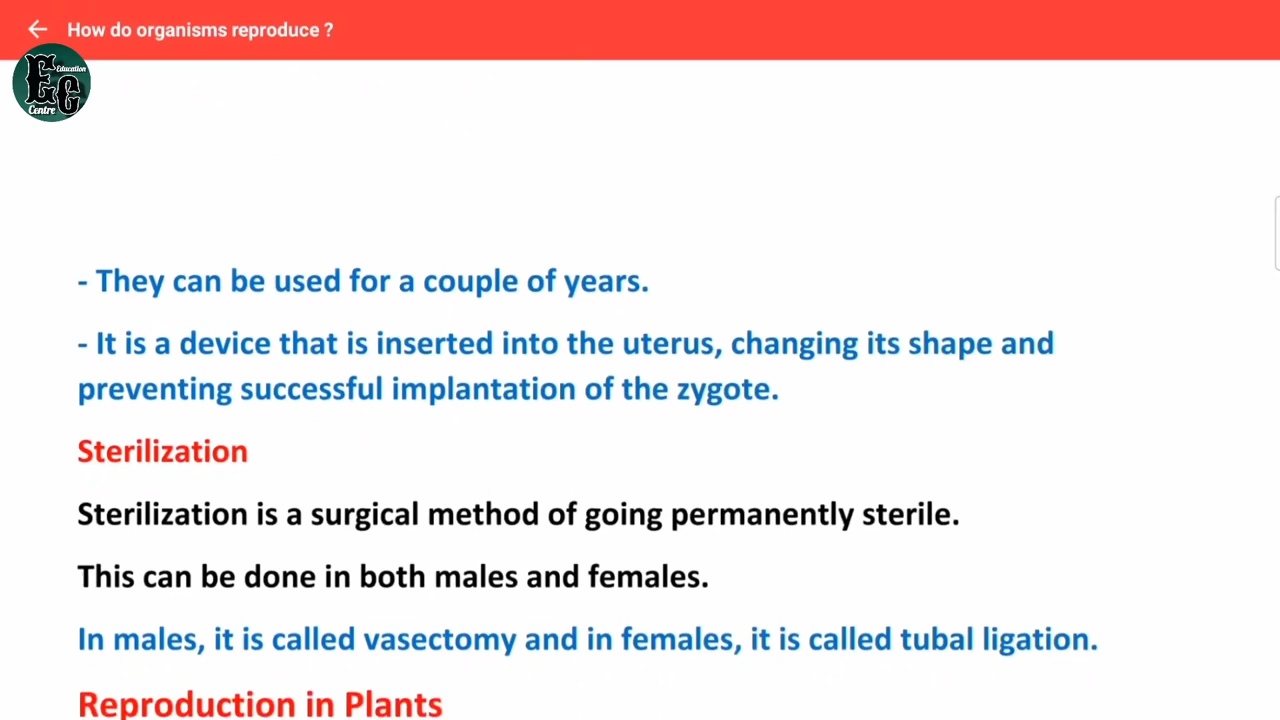 How do organisms reproduce ?
Education
EC
Centre
- They can be used for a couple of years.
- It is a device that is inserted into the uterus, changing its shape and
preventing successful implantation of the zygote.
Sterilization
Sterilization is a surgical method of going permanently sterile.
This can be done in both males and females.
In males, it is called vasectomy and in females, it is called tubal ligation.
Reproduction in Plants